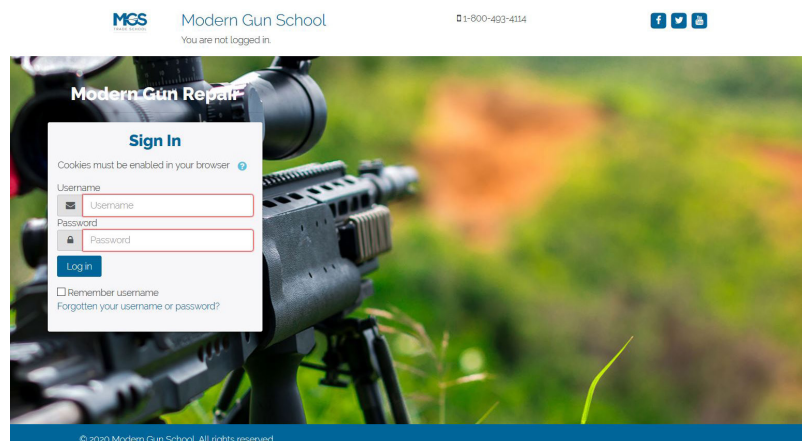 MGS
TRADE SCHOOL
Modern Gun School
You are not logged in.
1-800-493-4114
Modern Gun Repair
Sign In
Cookies must be enabled in your browser
Username
Username
Password
Password
Log in
Remember username
Forgotten your username or password?
© 2020 Modern Gun School. All rights reserved.